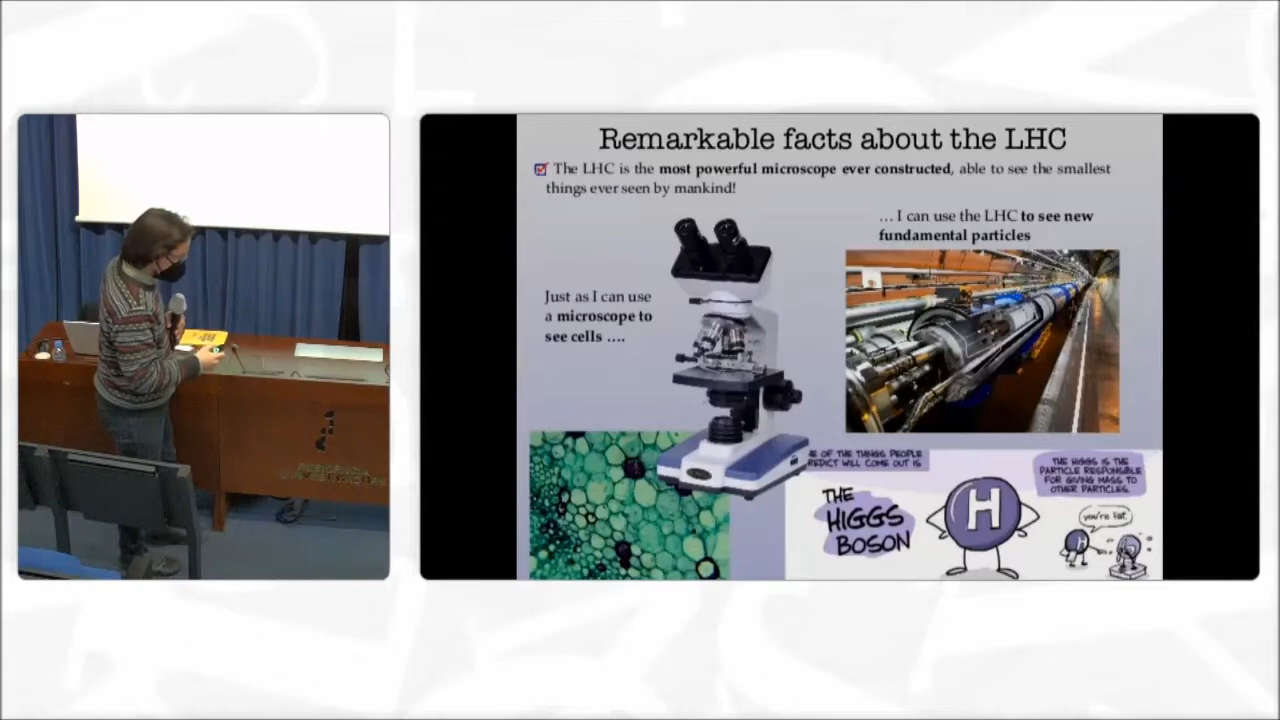 Remarkable facts about the LHC
The LHC is the most powerful microscope ever constructed, able to see the smallest
things ever seen by mankind!
... I can use the LHC to see new
fundamental particles
Just as I can use
a microscope to
see cells ....
OF THE THINGS PEOPLE
WILL COME OUT IS
THE
HIGGS
BOSON
H
THE HIGGS IS THE
PARTICLE RESPONSIBLE
FOR GIVING MASS TO
OTHER PARTICLES.
you're fat
H
RESIDÈNCIA